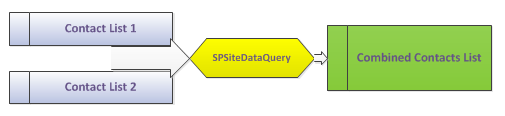 Contact List 1
SPSiteDataQuery
Combined Contacts List
Contact List 2